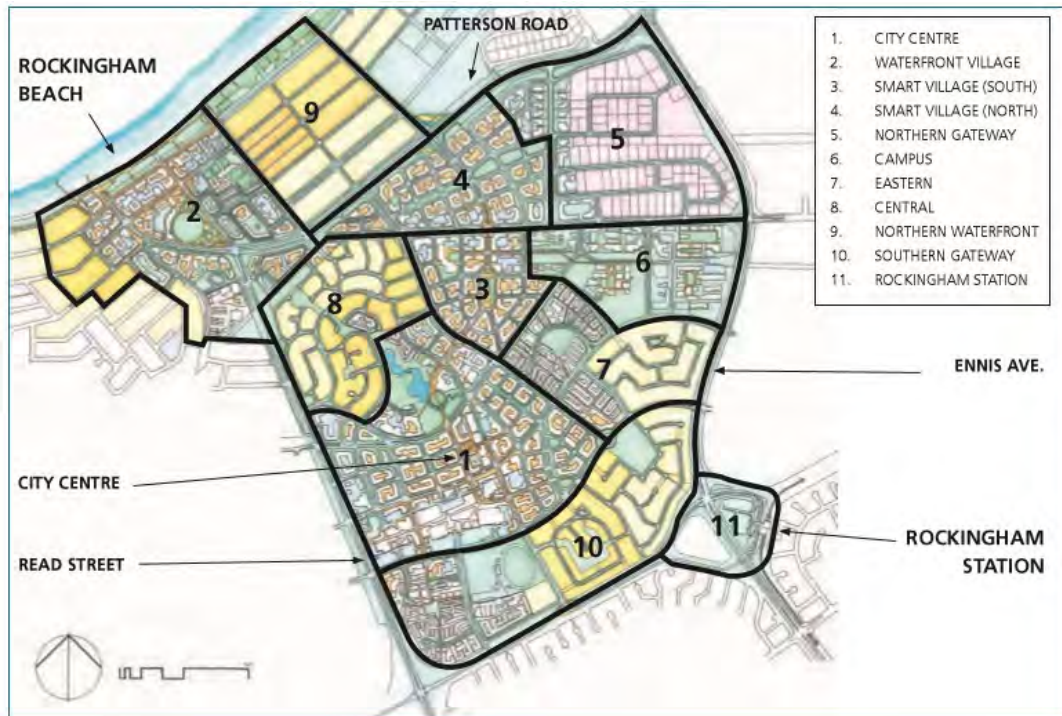 PATTERSON ROAD
ROCKINGHAM
BEACH
1. CITY CENTRE
2. WATERFRONT VILLAGE
3. SMART VILLAGE (SOUTH)
4. SMART VILLAGE (NORTH)
5. NORTHERN GATEWAY
6. CAMPUS
7. EASTERN
8. CENTRAL
9. NORTHERN WATERFRONT
10. SOUTHERN GATEWAY
11. ROCKINGHAM STATION
9
5
4
2
6
3
8
7
ENNIS AVE.
1
CITY CENTRE
11
10
ROCKINGHAM
STATION
READ STREET